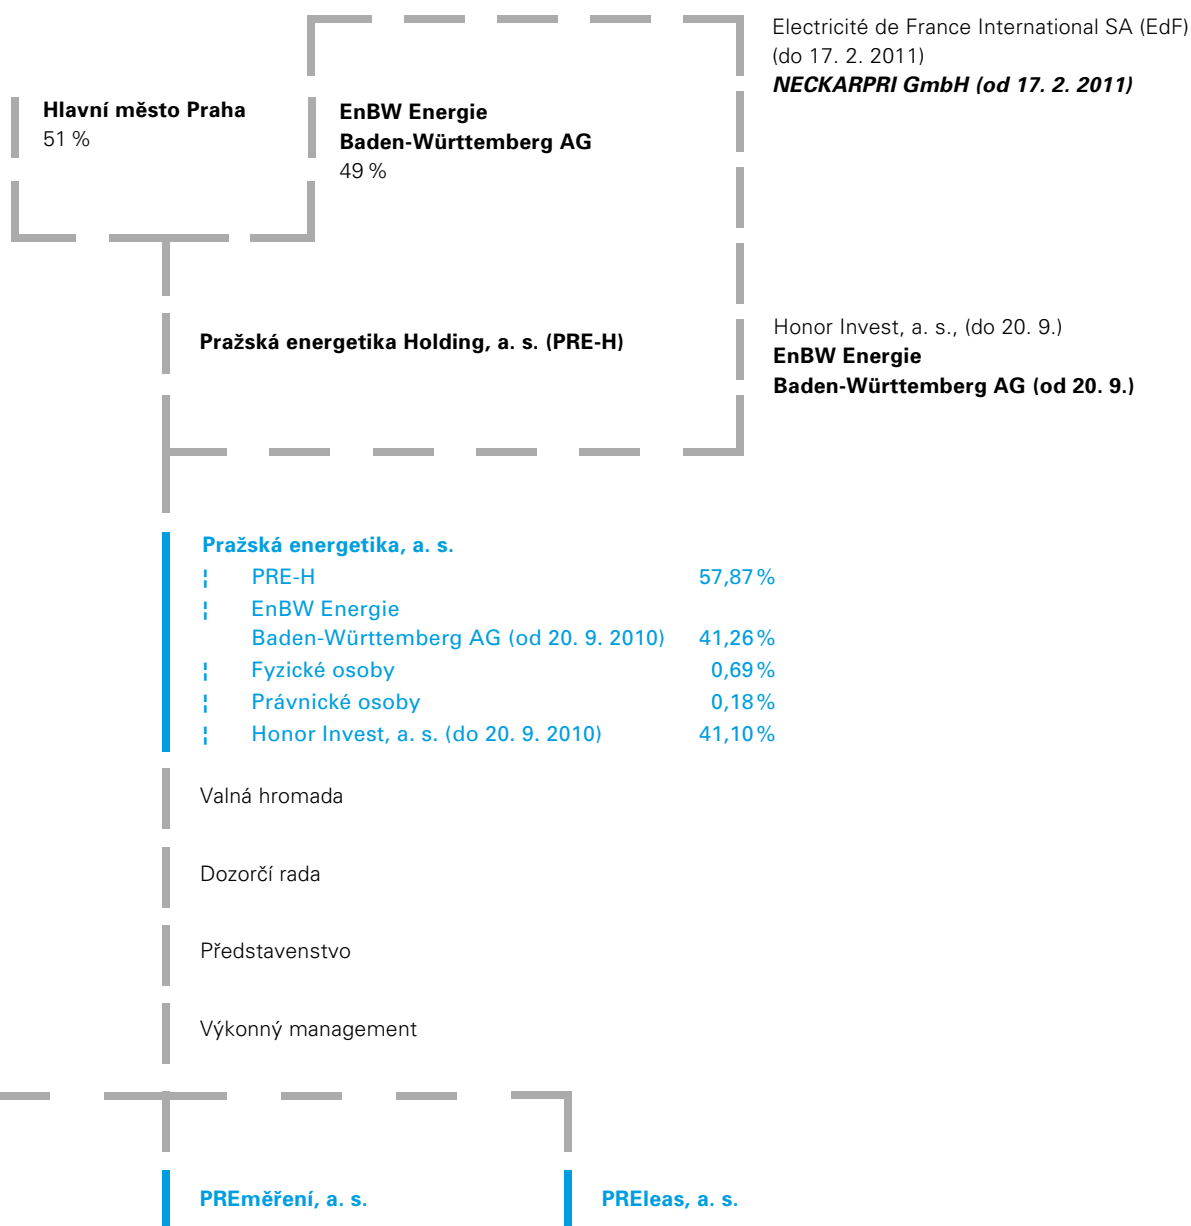 Electricité de France International SA (EdF)
(do 17. 2. 2011)
NECKARPRI GmbH (od 17. 2. 2011)
Hlavní město Praha
51 %
EnBW Energie
Baden-Württemberg AG
49 %
Pražská energetika Holding, a. s. (PRE-H)
Honor Invest, a. s., (do 20. 9.)
EnBW Energie
Baden-Württemberg AG (od 20. 9.)
Pražská energetika, a. s.
¦ PRE-H 57,87 %
¦ EnBW Energie
Baden-Württemberg AG (od 20. 9. 2010) 41,26 %
¦ Fyzické osoby 0,69 %
¦ Právnické osoby 0,18 %
¦ Honor Invest, a. s. (do 20. 9. 2010) 41,10 %
Valná hromada
Dozorčí rada
Představenstvo
Výkonný management
PREměření, a. s.
PREleas, a. s.